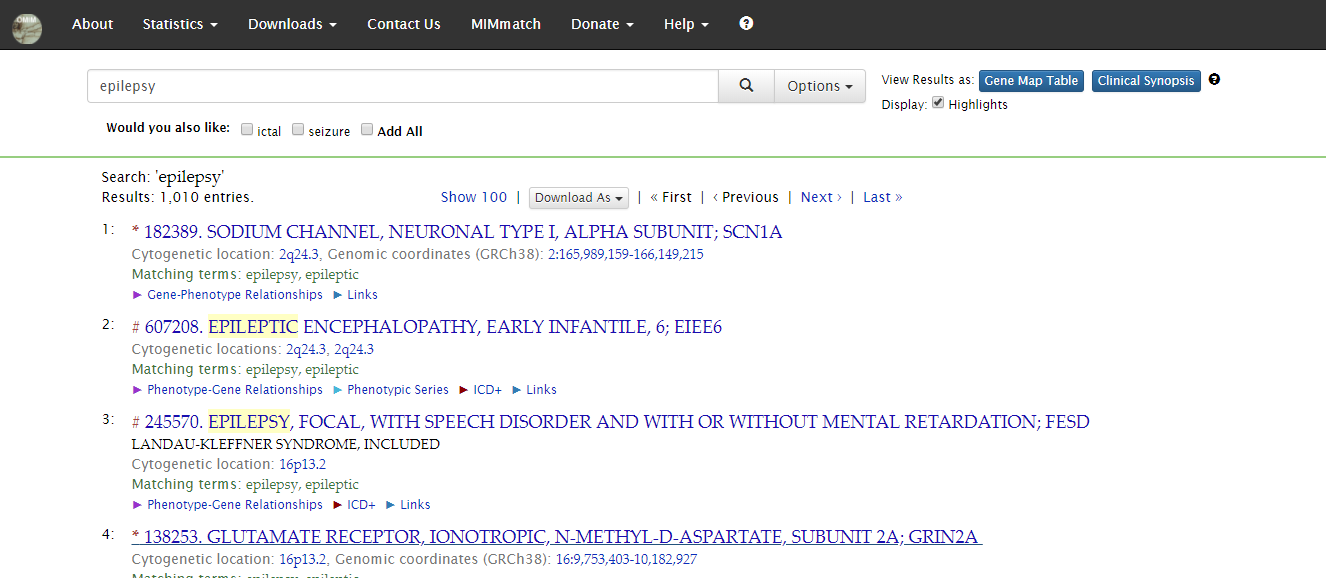 OMIM About Statistics Downloads Contact Us MIMmatch Donate Help ?
epilepsy Options View Results as: Gene Map Table Clinical Synopsis ?
Display: Highlights
Would you also like: ictal seizure Add All
Search: 'epilepsy'
Results: 1,010 entries. Show 100 | Download As | « First | ‹ Previous | Next › | Last »
1: * 182389. SODIUM CHANNEL, NEURONAL TYPE I, ALPHA SUBUNIT; SCN1A
Cytogenetic location: 2q24.3, Genomic coordinates (GRCh38): 2:165,989,159-166,149,215
Matching terms: epilepsy, epileptic
► Gene-Phenotype Relationships ► Links
2: # 607208. EPILEPTIC ENCEPHALOPATHY, EARLY INFANTILE, 6; EIEE6
Cytogenetic locations: 2q24.3, 2q24.3
Matching terms: epilepsy, epileptic
► Phenotype-Gene Relationships ► Phenotypic Series ► ICD+ ► Links
3: # 245570. EPILEPSY, FOCAL, WITH SPEECH DISORDER AND WITH OR WITHOUT MENTAL RETARDATION; FESD
LANDAU-KLEFFNER SYNDROME, INCLUDED
Cytogenetic location: 16p13.2
Matching terms: epilepsy, epileptic
► Phenotype-Gene Relationships ► ICD+ ► Links
4: * 138253. GLUTAMATE RECEPTOR, IONOTROPIC, N-METHYL-D-ASPARTATE, SUBUNIT 2A; GRIN2A
Cytogenetic location: 16p13.2, Genomic coordinates (GRCh38): 16:9,753,403-10,182,927
Matching terms: epilepsy, epileptic